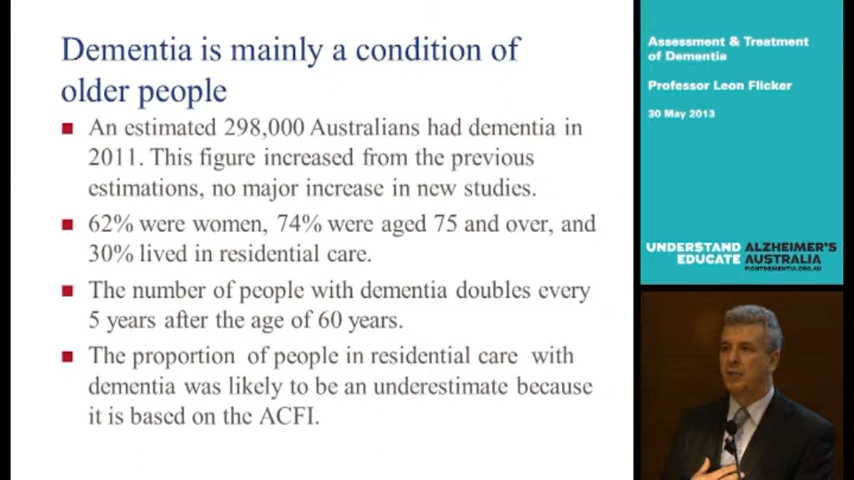 Dementia is mainly a condition of
older people
An estimated 298,000 Australians had dementia in
2011. This figure increased from the previous
estimations, no major increase in new studies.
62% were women, 74% were aged 75 and over, and
30% lived in residential care.
The number of people with dementia doubles every
5 years after the age of 60 years.
The proportion of people in residential care with
dementia was likely to be an underestimate because
it is based on the ACFI.
Assessment & Treatment
of Dementia
Professor Leon Flicker
30 May 2013
UNDERSTAND ALZHEIMER'S
EDUCATE AUSTRALIA
FIGHTDEMENTIA.ORG.AU